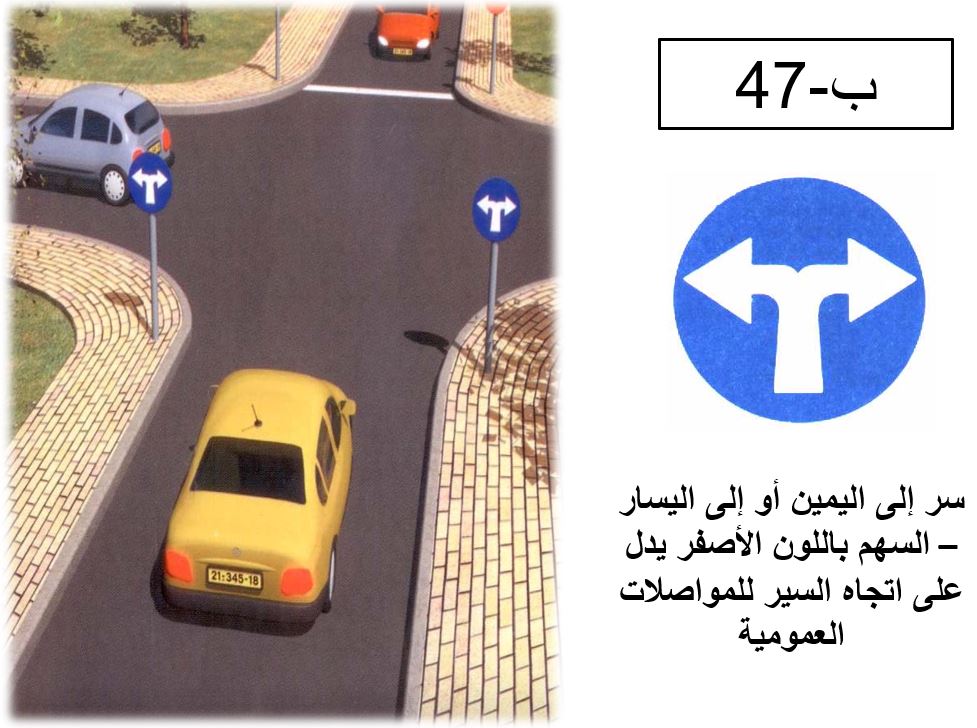 ب-47
سر إلى اليمين أو إلى اليسار
– السهم باللون الأصفر يدل
على اتجاه السير للمواصلات
العمومية
21-345-18